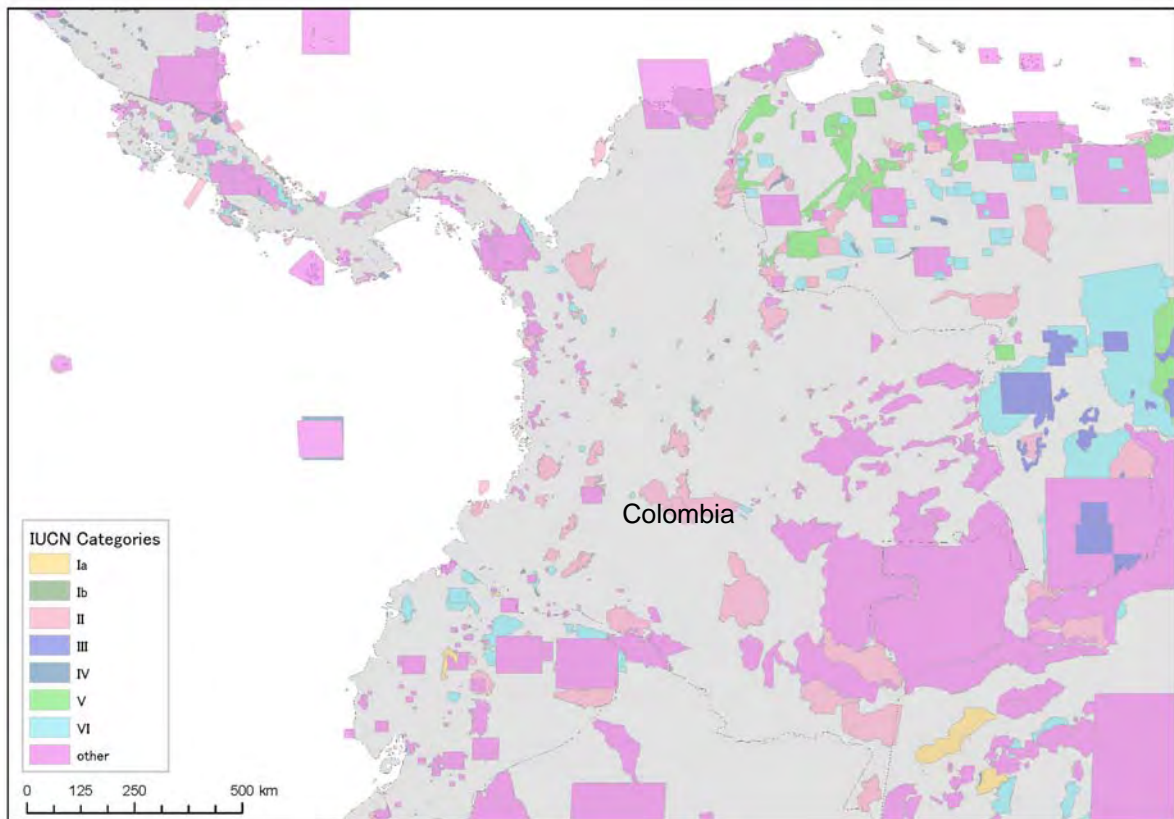 Colombia
IUCN Categories
Ia
Ib
II
III
IV
V
VI
other
0 125 250 500 km